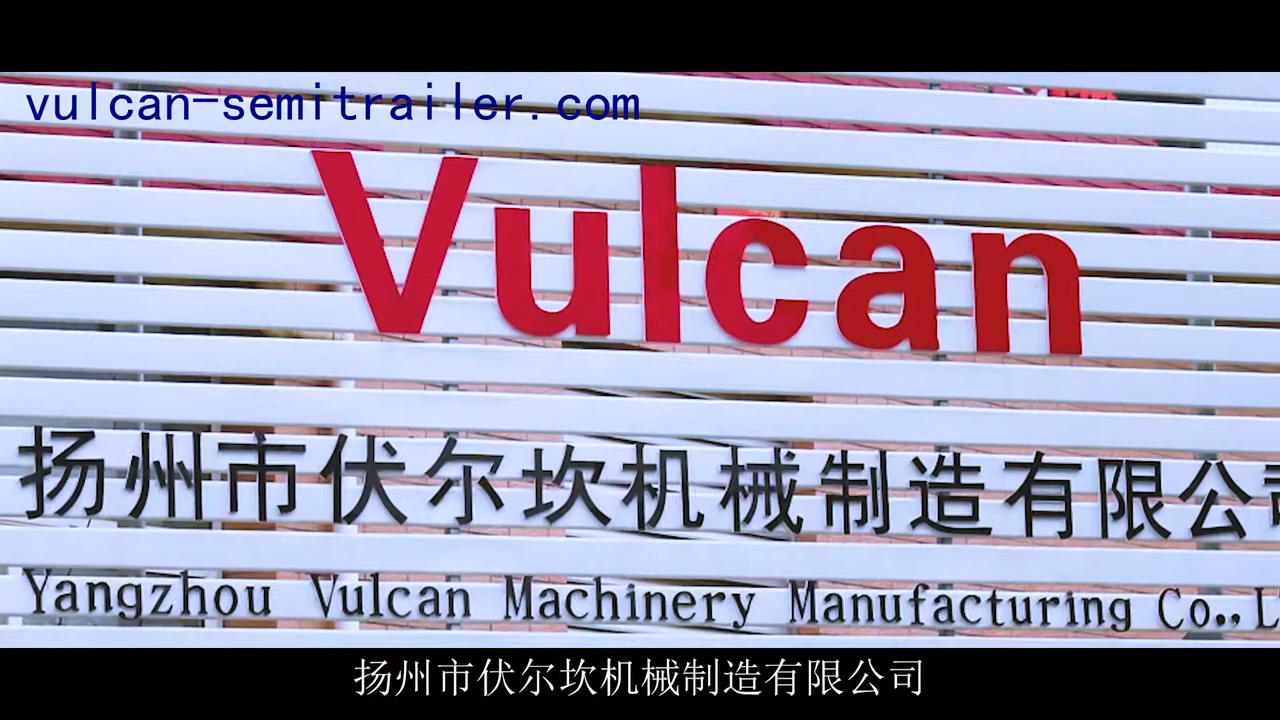 vulcan-semitrailer.com
Vulcan
扬州市伏尔坎机械制造有限公司
Yangzhou Vulcan Machinery Manufacturing Co.,L
扬州市伏尔坎机械制造有限公司